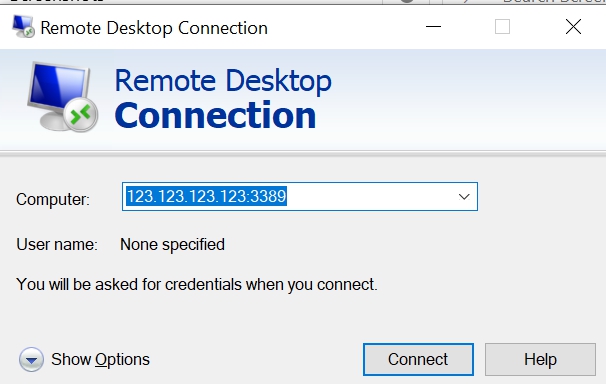 Remote Desktop Connection
Remote Desktop
Connection
Computer: 123.123.123.123:3389
User name: None specified
You will be asked for credentials when you connect.
Show Options Connect Help